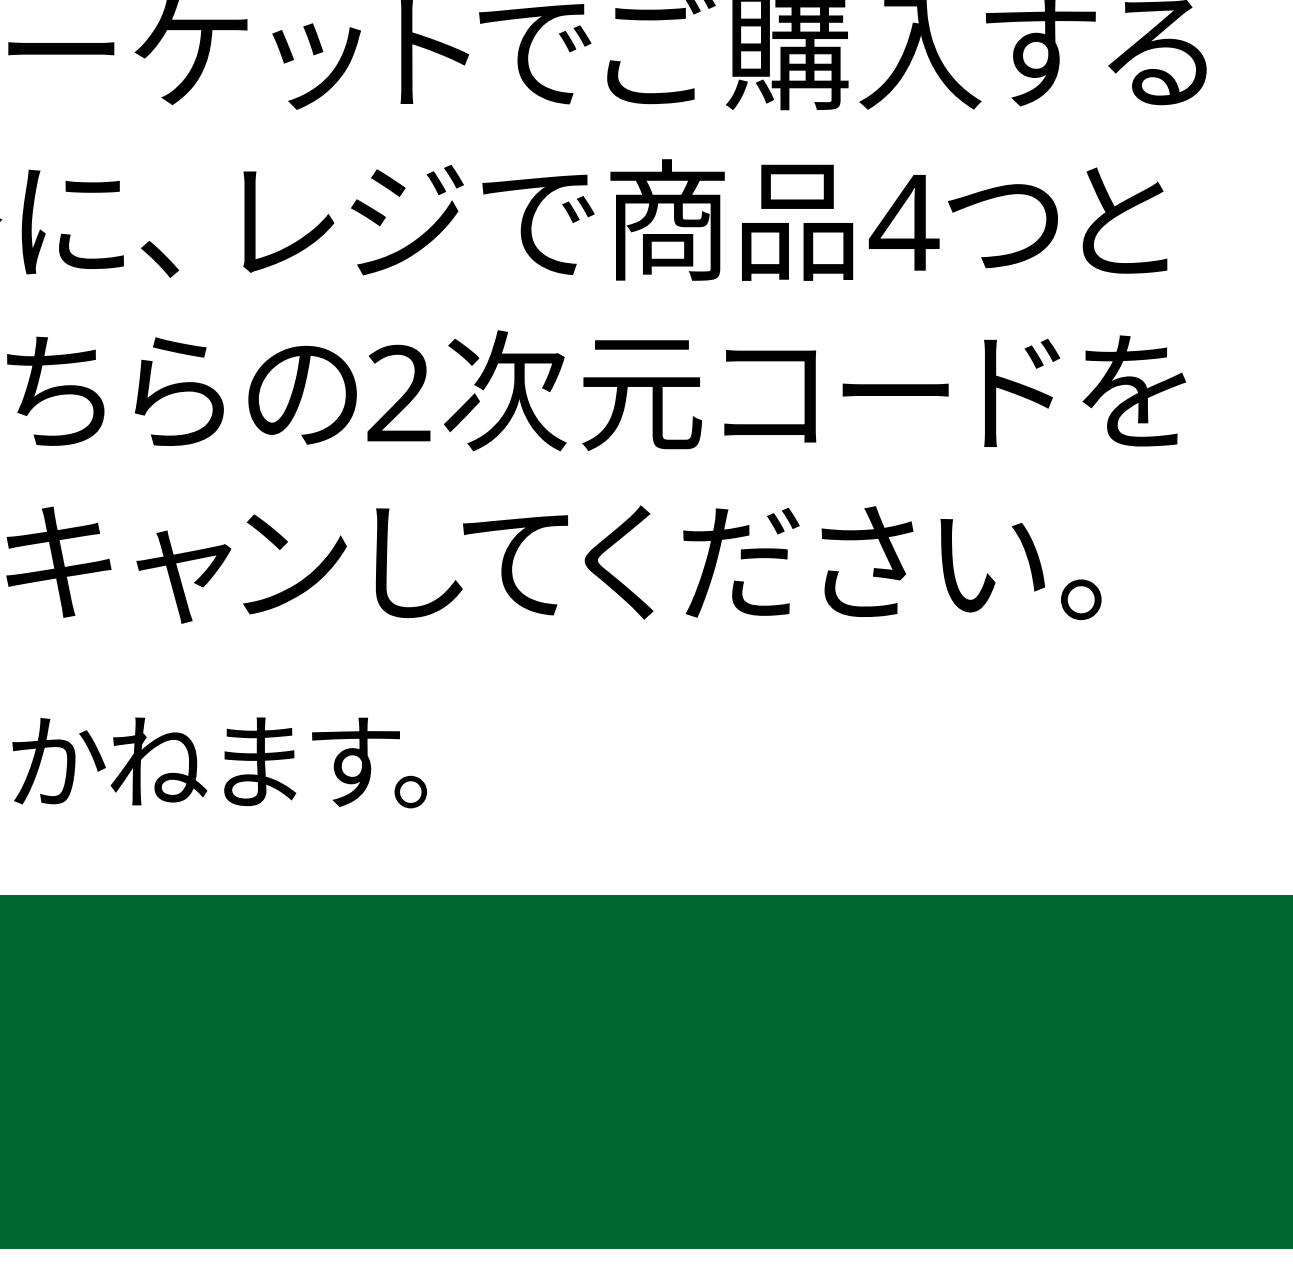 ーケットでご購入する
に、レジで商品4つと
ちらの2次元コードを
キャンしてください。
かねます。